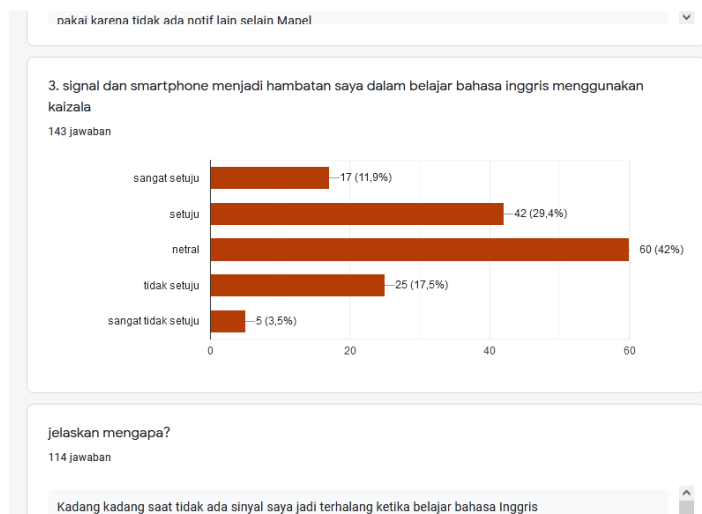 pakai karena tidak ada notif lain selain Mapel
3. signal dan smartphone menjadi hambatan saya dalam belajar bahasa inggris menggunakan
kaizala
143 jawaban
sangat setuju
17 (11,9%)
setuju
42 (29,4%)
netral
60 (42%)
tidak setuju
25 (17,5%)
sangat tidak setuju
5 (3,5%)
0 20 40 60
jelaskan mengapa?
114 jawaban
Kadang kadang saat tidak ada sinyal saya jadi terhalang ketika belajar bahasa Inggris